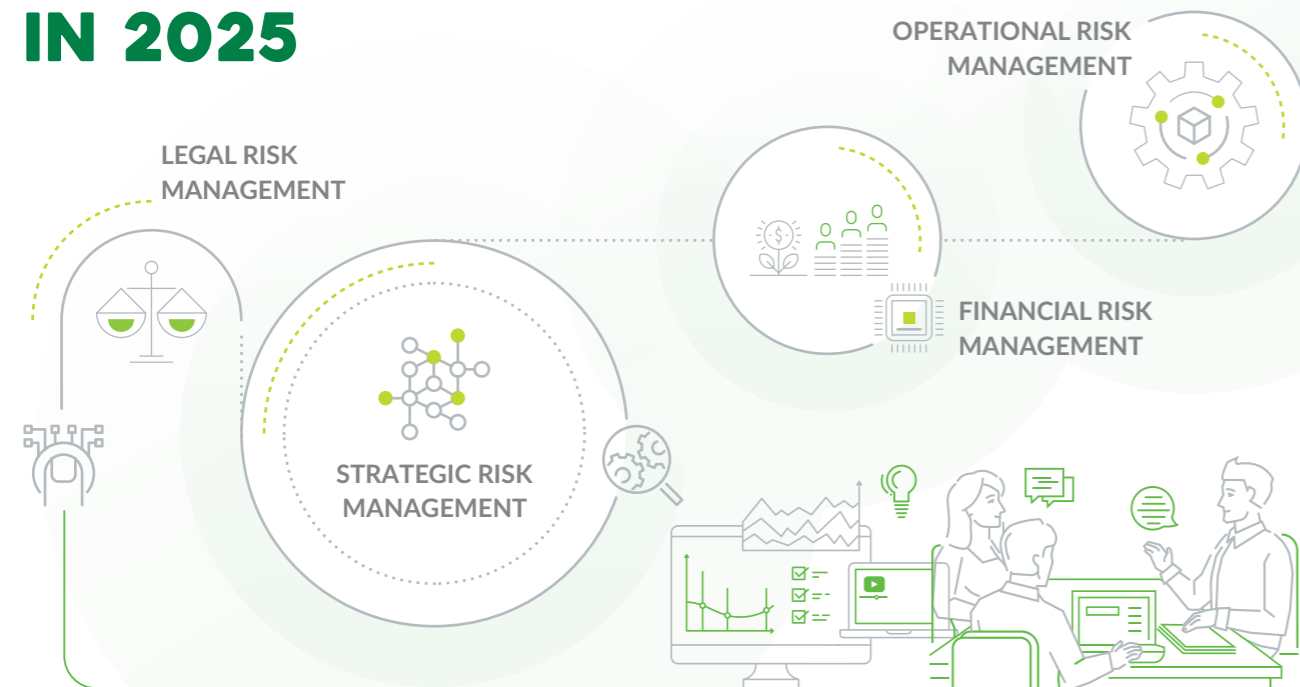 IN 2025
OPERATIONAL RISK
MANAGEMENT
LEGAL RISK
MANAGEMENT
FINANCIAL RISK
MANAGEMENT
STRATEGIC RISK
MANAGEMENT